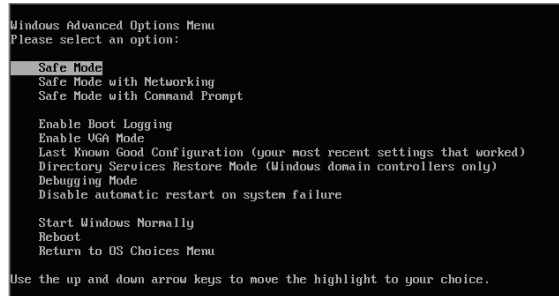 Windows Advanced Options Menu
Please select an option:
Safe Mode
Safe Mode with Networking
Safe Mode with Command Prompt
Enable Boot Logging
Enable VGA Mode
Last Known Good Configuration (your most recent settings that worked)
Directory Services Restore Mode (Windows domain controllers only)
Debugging Mode
Disable automatic restart on system failure
Start Windows Normally
Reboot
Return to OS Choices Menu
Use the up and down arrow keys to move the highlight to your choice.